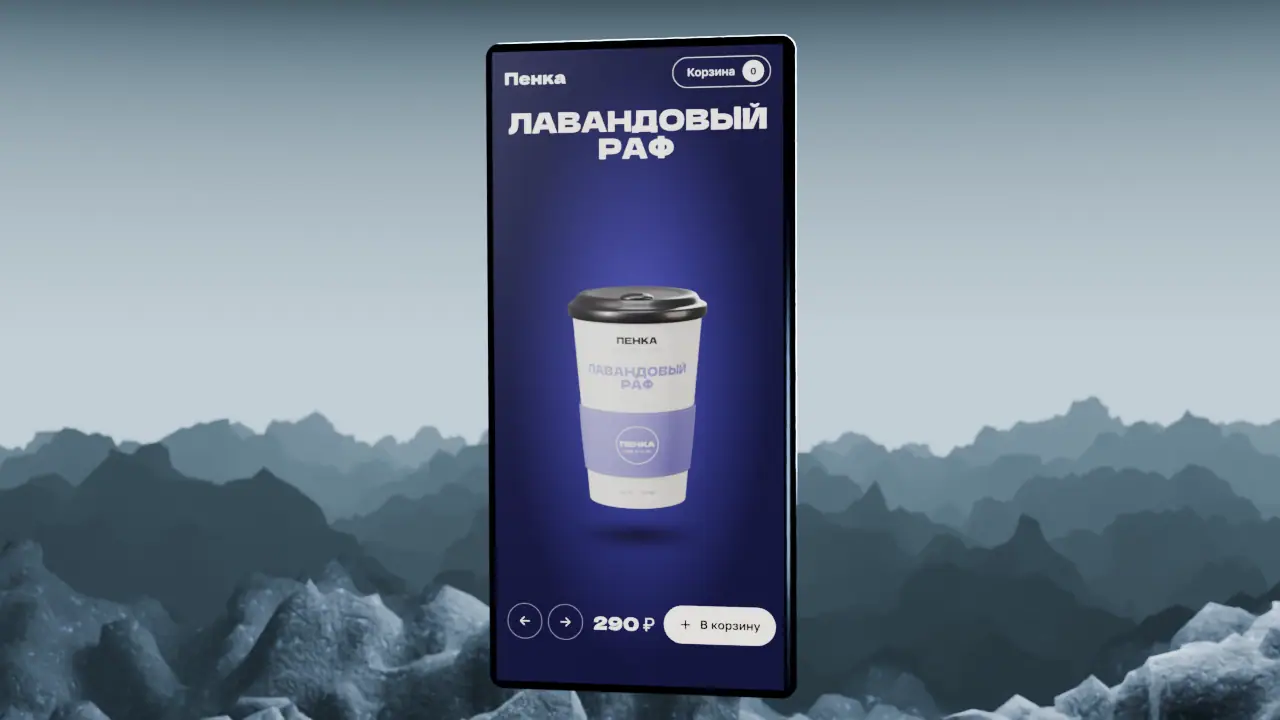 Пенка
Корзина 0
ЛАВАНДОВЫЙ
РАФ
ПЕНКА
ЛАВАНДОВЫЙ
РАФ
ПЕНКА
290 ₽
+ В корзину